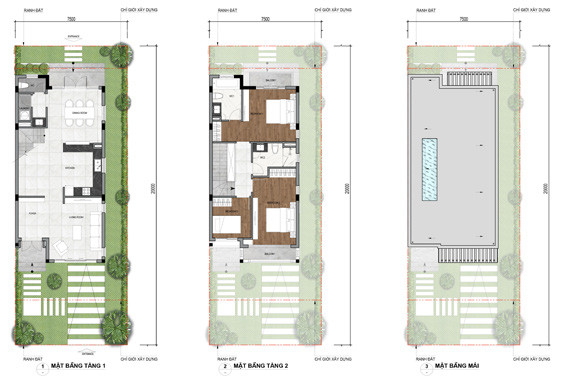 RANH ĐẤT CHỈ GIỚI XÂY DỰNG
7500
20000
DINING ROOM
KITCHEN
LIVING ROOM
RANH ĐẤT CHỈ GIỚI XÂY DỰNG
1 MẶT BẰNG TẦNG 1
RANH ĐẤT CHỈ GIỚI XÂY DỰNG
7500
20000
BALCONY
WC
WC
BALCONY
RANH ĐẤT CHỈ GIỚI XÂY DỰNG
2 MẶT BẰNG TẦNG 2
RANH ĐẤT CHỈ GIỚI XÂY DỰNG
7500
20000
RANH ĐẤT CHỈ GIỚI XÂY DỰNG
3 MẶT BẰNG MÁI